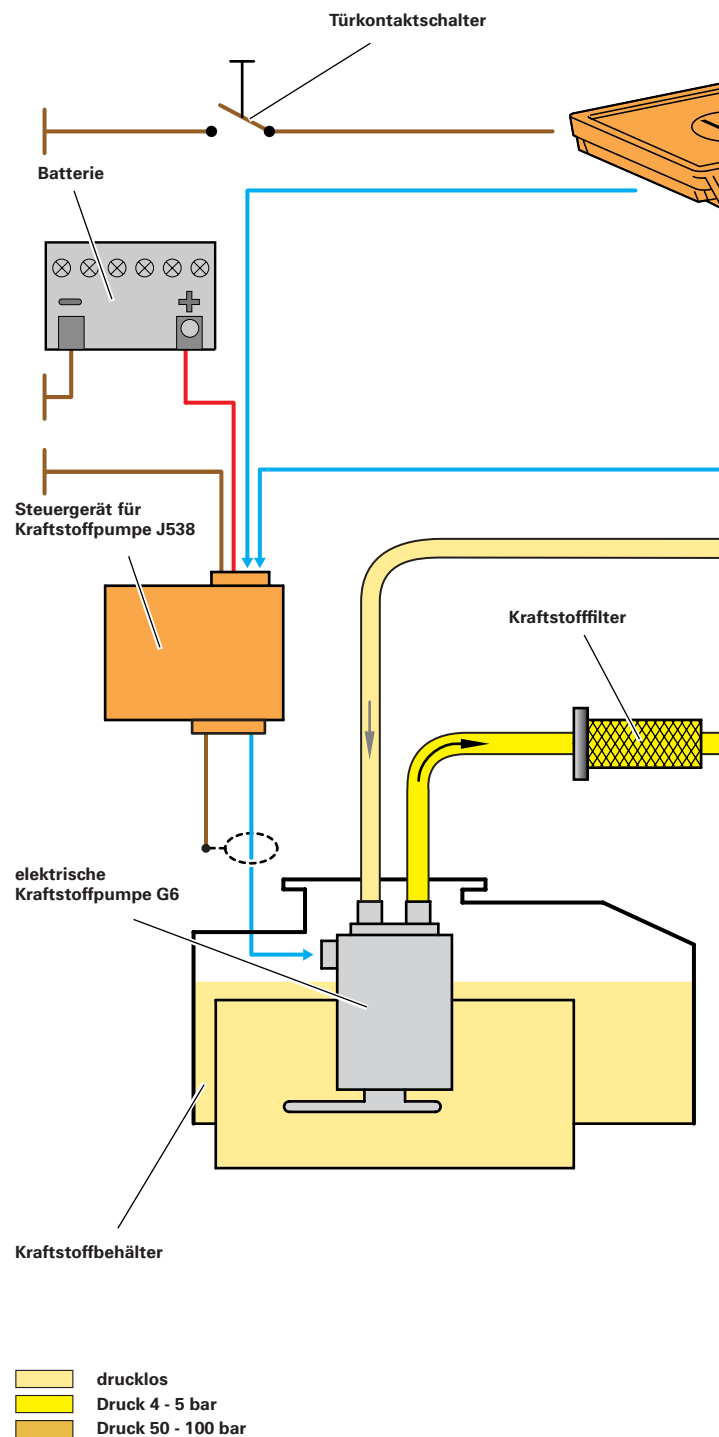 Türkontaktschalter
Batterie
Steuergerät für
Kraftstoffpumpe J538
Kraftstofffilter
elektrische
Kraftstoffpumpe G6
Kraftstoffbehälter
drucklos
Druck 4 - 5 bar
Druck 50 - 100 bar